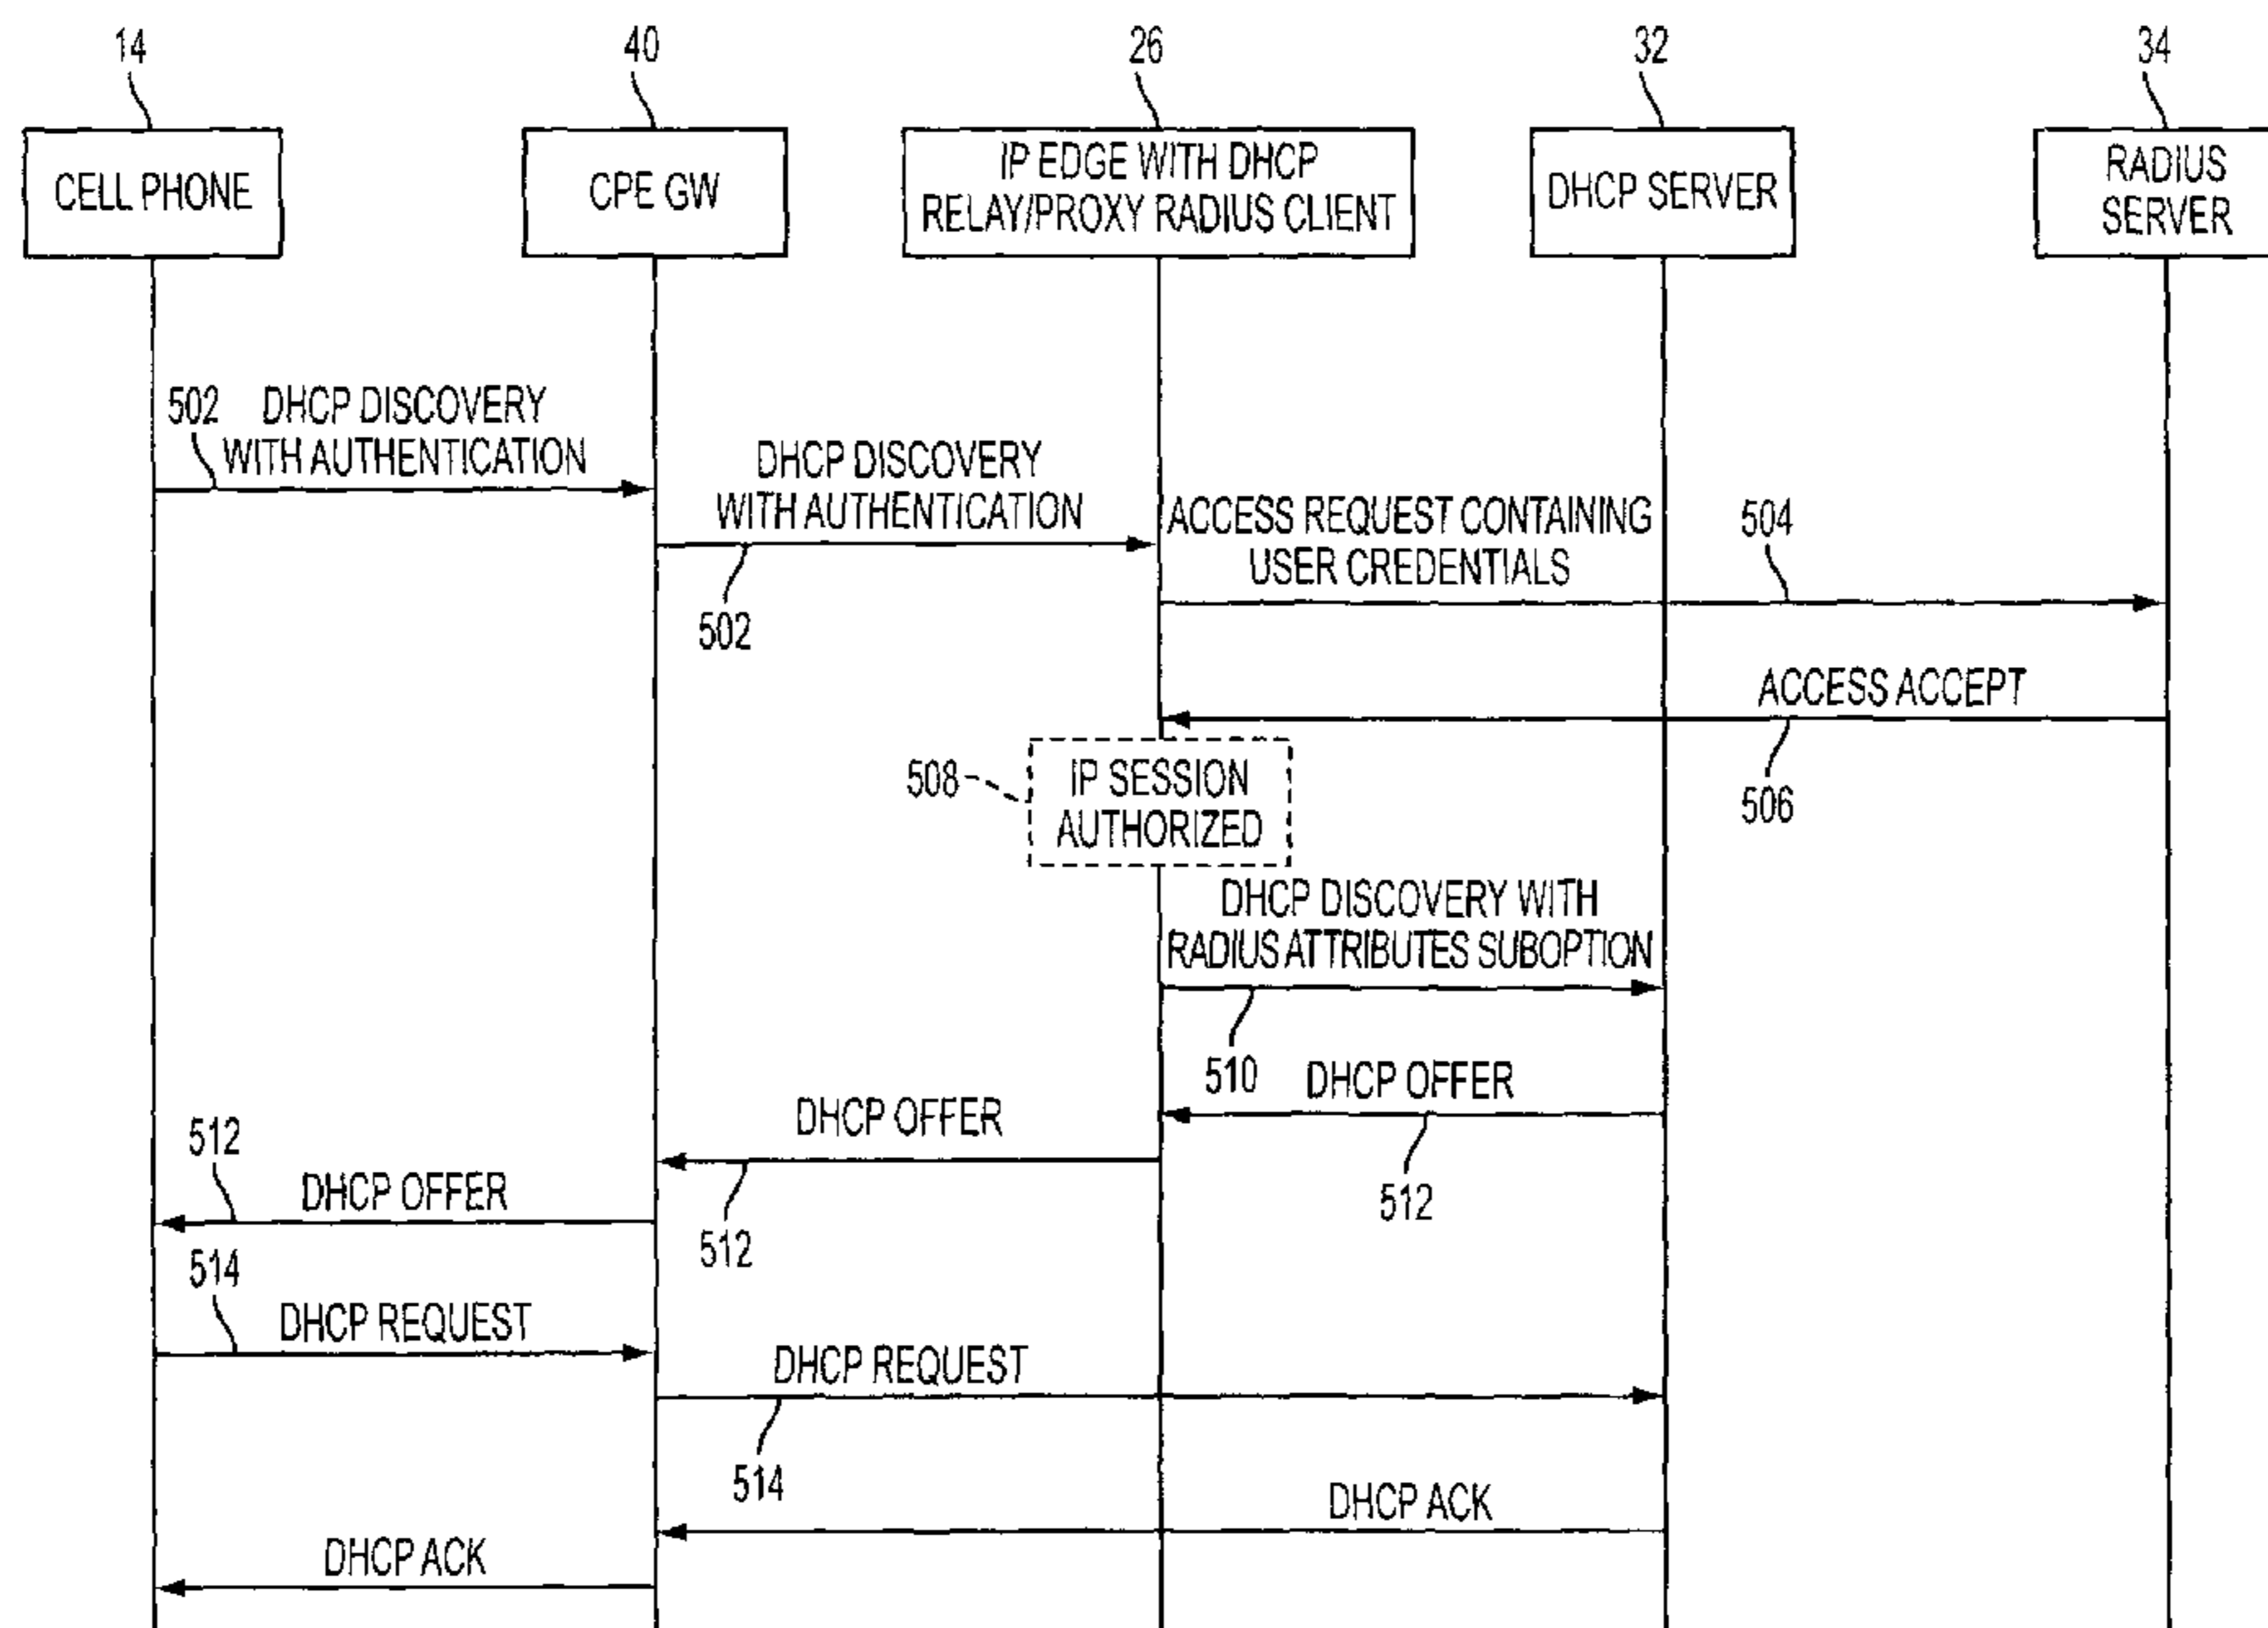 14
40
26
32
34
CELL PHONE
CPE GW
IP EDGE WITH DHCP
RELAY/PROXY RADIUS CLIENT
DHCP SERVER
RADIUS
SERVER
502
DHCP DISCOVERY
WITH AUTHENTICATION
DHCP DISCOVERY
WITH AUTHENTICATION
502
ACCESS REQUEST CONTAINING
USER CREDENTIALS
504
ACCESS ACCEPT
506
508
IP SESSION
AUTHORIZED
DHCP DISCOVERY WITH
RADIUS ATTRIBUTES SUBOPTION
510
DHCP OFFER
512
DHCP OFFER
512
512
DHCP OFFER
514
DHCP REQUEST
DHCP REQUEST
514
DHCP ACK
DHCP ACK